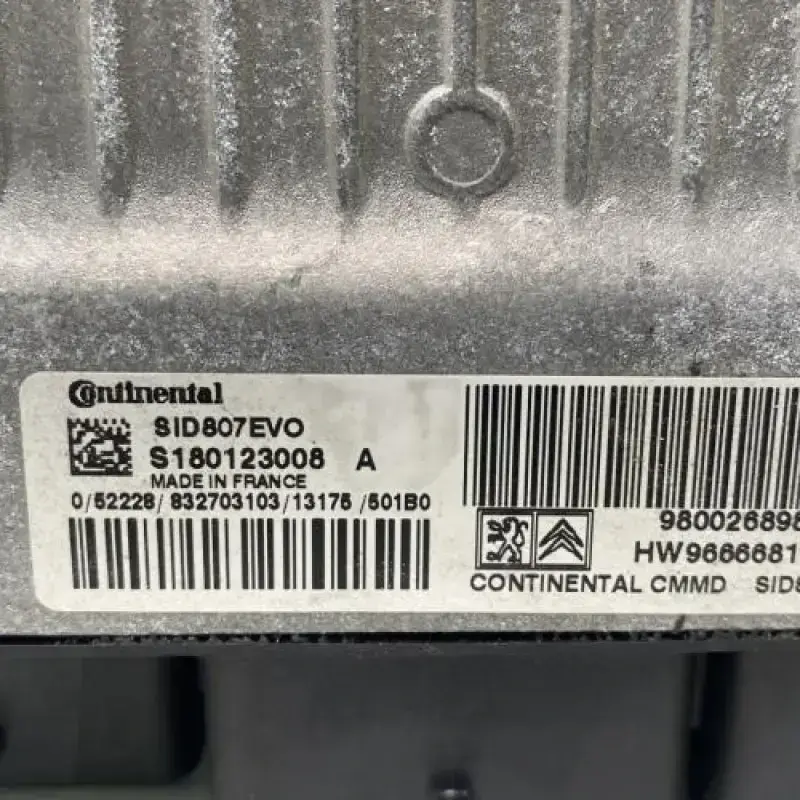 Continental
SID807EVO
S180123008 A
MADE IN FRANCE
0/52228/832703103/13175/501B0
980026898
HW9666681
CONTINENTAL CMMD SID8